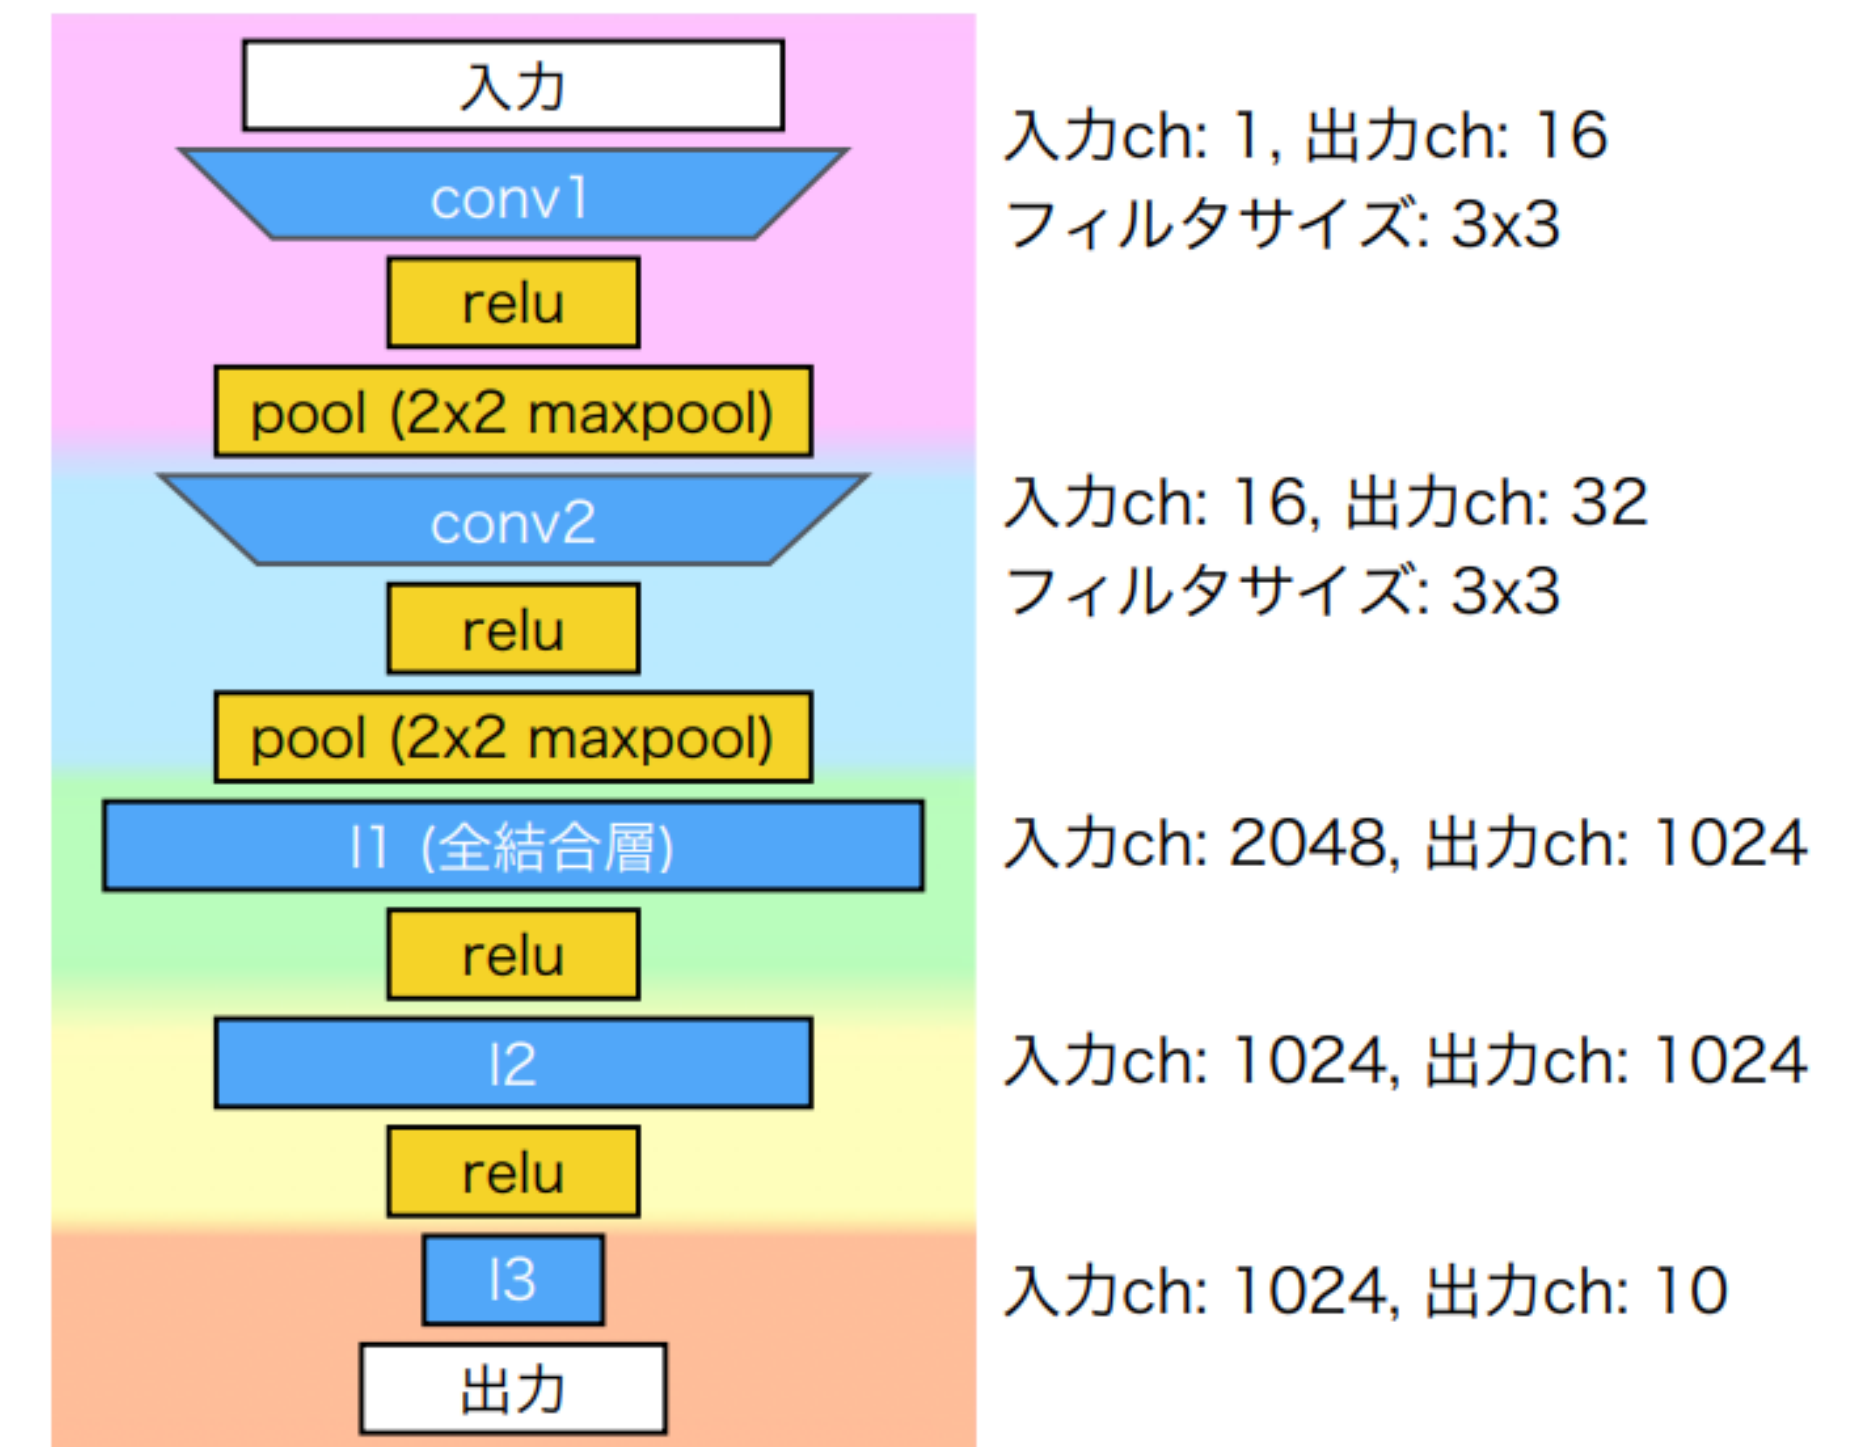 入力
入力ch: 1, 出力ch: 16
conv1
フィルタサイズ: 3x3
relu
pool (2x2 maxpool)
入力ch: 16, 出力ch: 32
conv2
フィルタサイズ: 3x3
relu
pool (2x2 maxpool)
l1 (全結合層)
入力ch: 2048, 出力ch: 1024
relu
l2
入力ch: 1024, 出力ch: 1024
relu
l3
入力ch: 1024, 出力ch: 10
出力